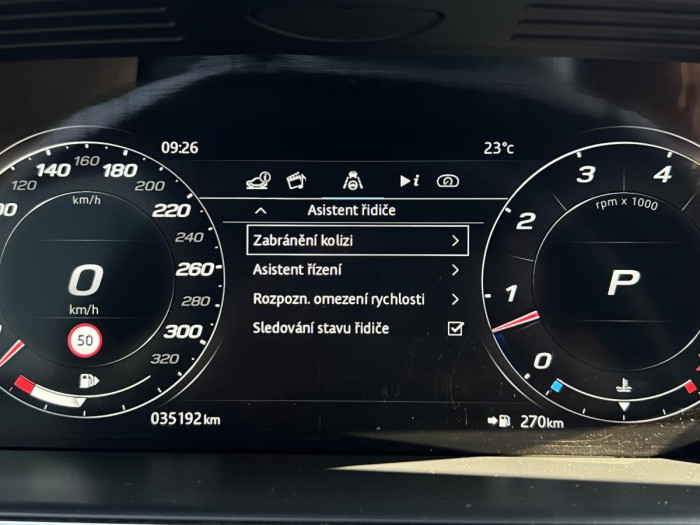 09:26
23°c
Asistent řidiče
Zabránění kolizi
Asistent řízení
Rozpozn. omezení rychlosti
Sledování stavu řidiče
120 140 160 180 200 220 240 260 280 300 320
km/h
0
km/h
50
035192 km
0 1 2 3 4
rpm x 1000
P
270km